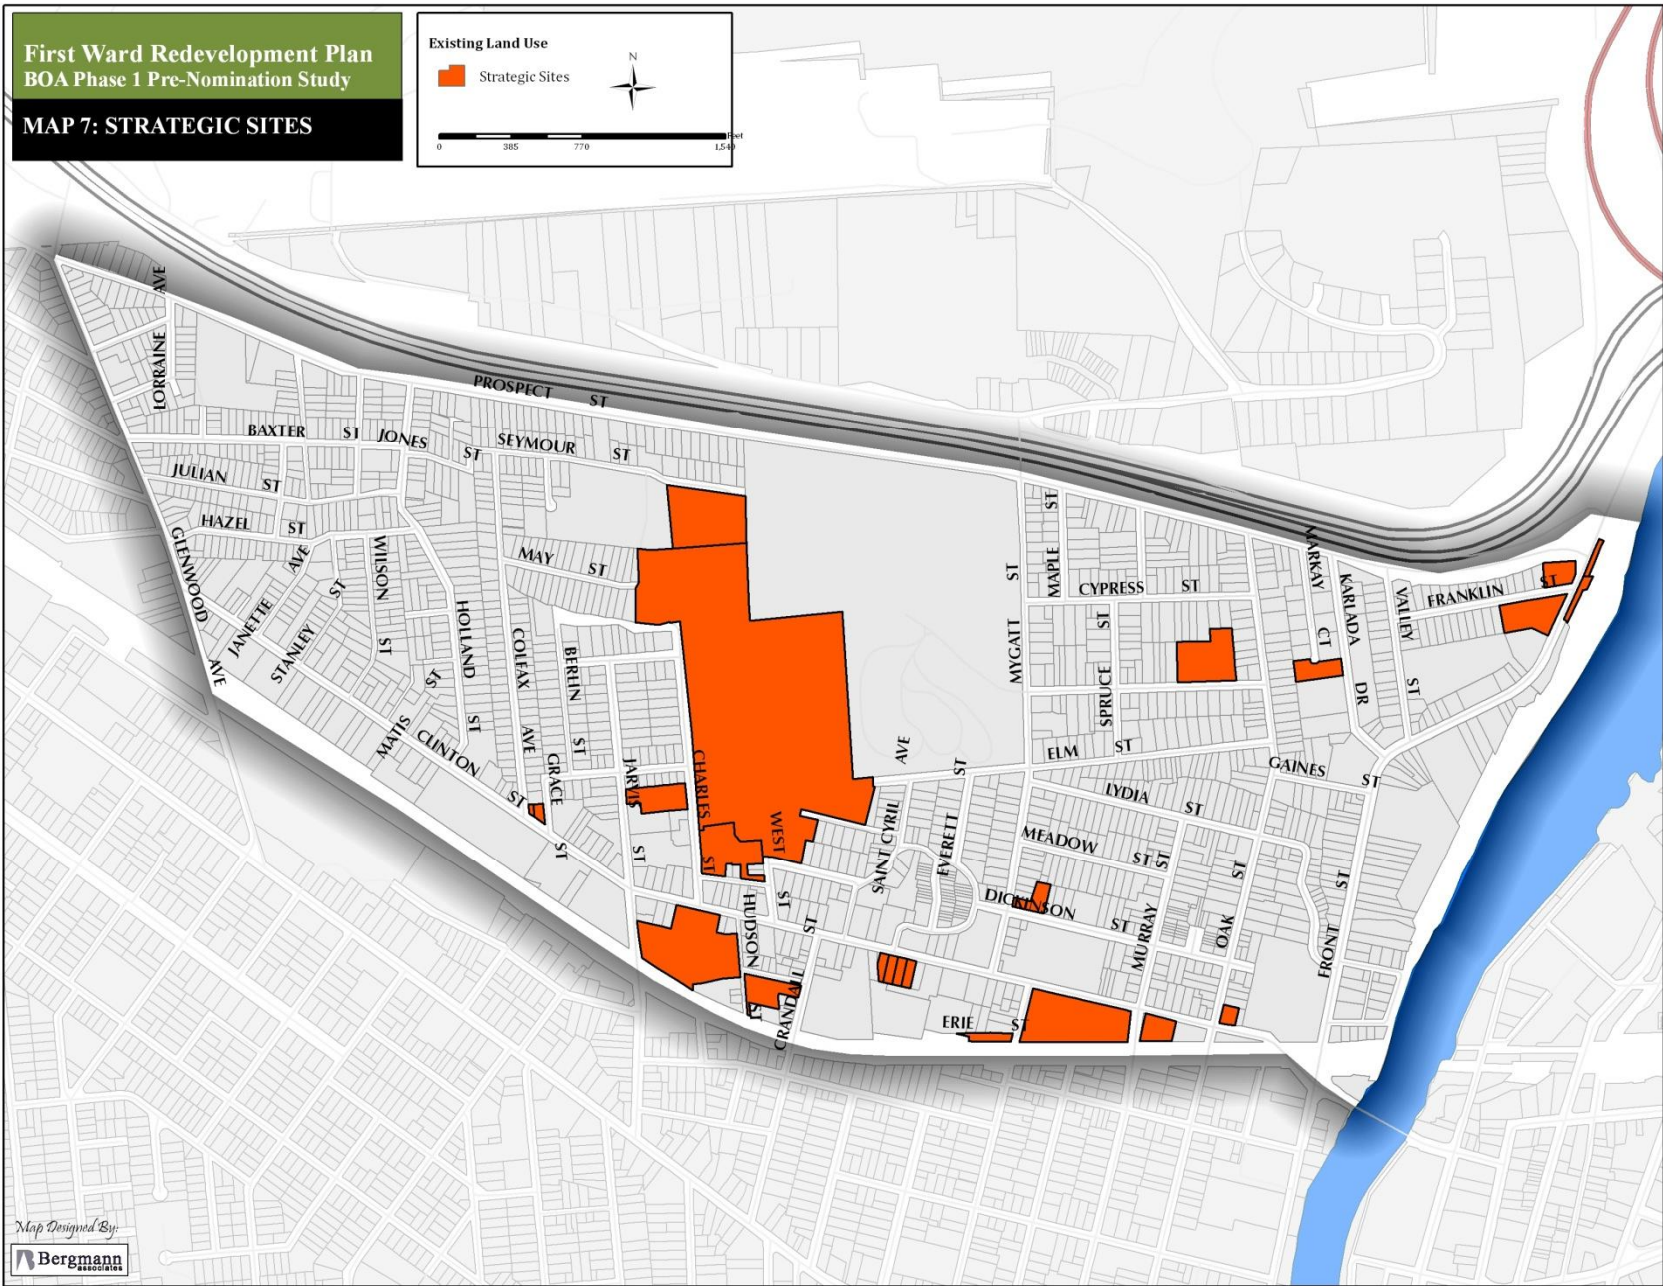 First Ward Redevelopment Plan
BOA Phase 1 Pre-Nomination Study
MAP 7: STRATEGIC SITES
Existing Land Use
Strategic Sites
N
Feet
0 385 770 1,540
LORRAINE AVE
PROSPECT ST
BAXTER ST
JONES ST
SEYMOUR ST
JULIAN ST
HAZEL ST
GLENWOOD AVE
JANETTE AVE
STANLEY ST
WILSON ST
MAY ST
HOLLAND ST
COLFAX AVE
BERHN ST
MATIS ST
CLINTON ST
GRACE ST
JARVIS ST
CHARLES ST
WEST ST
HUDSON ST
CRANDALL ST
SAINT CYRIL AVE
EVERETT ST
MYGATT ST
MAPLE ST
CYPRESS ST
SPRUCE ST
ELM ST
LYDIA ST
MEADOW ST
DICKINSON ST
MURRAY ST
OAK ST
FRONT ST
GAINES ST
ERIE ST
MARKAY CT
KARLADA DR
VALLEY ST
FRANKLIN ST
Map Designed By:
Bergmann
associates